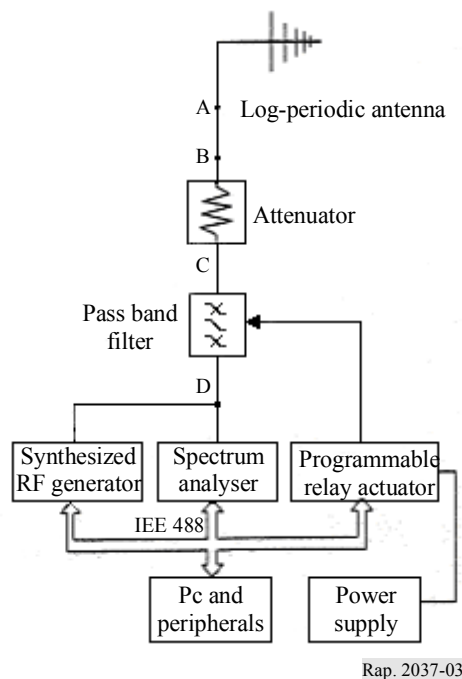 A
Log-periodic antenna
B
Attenuator
C
Pass band
filter
D
Synthesized
RF generator
Spectrum
analyser
Programmable
relay actuator
IEE 488
Pc and
peripherals
Power
supply
Rap. 2037-03